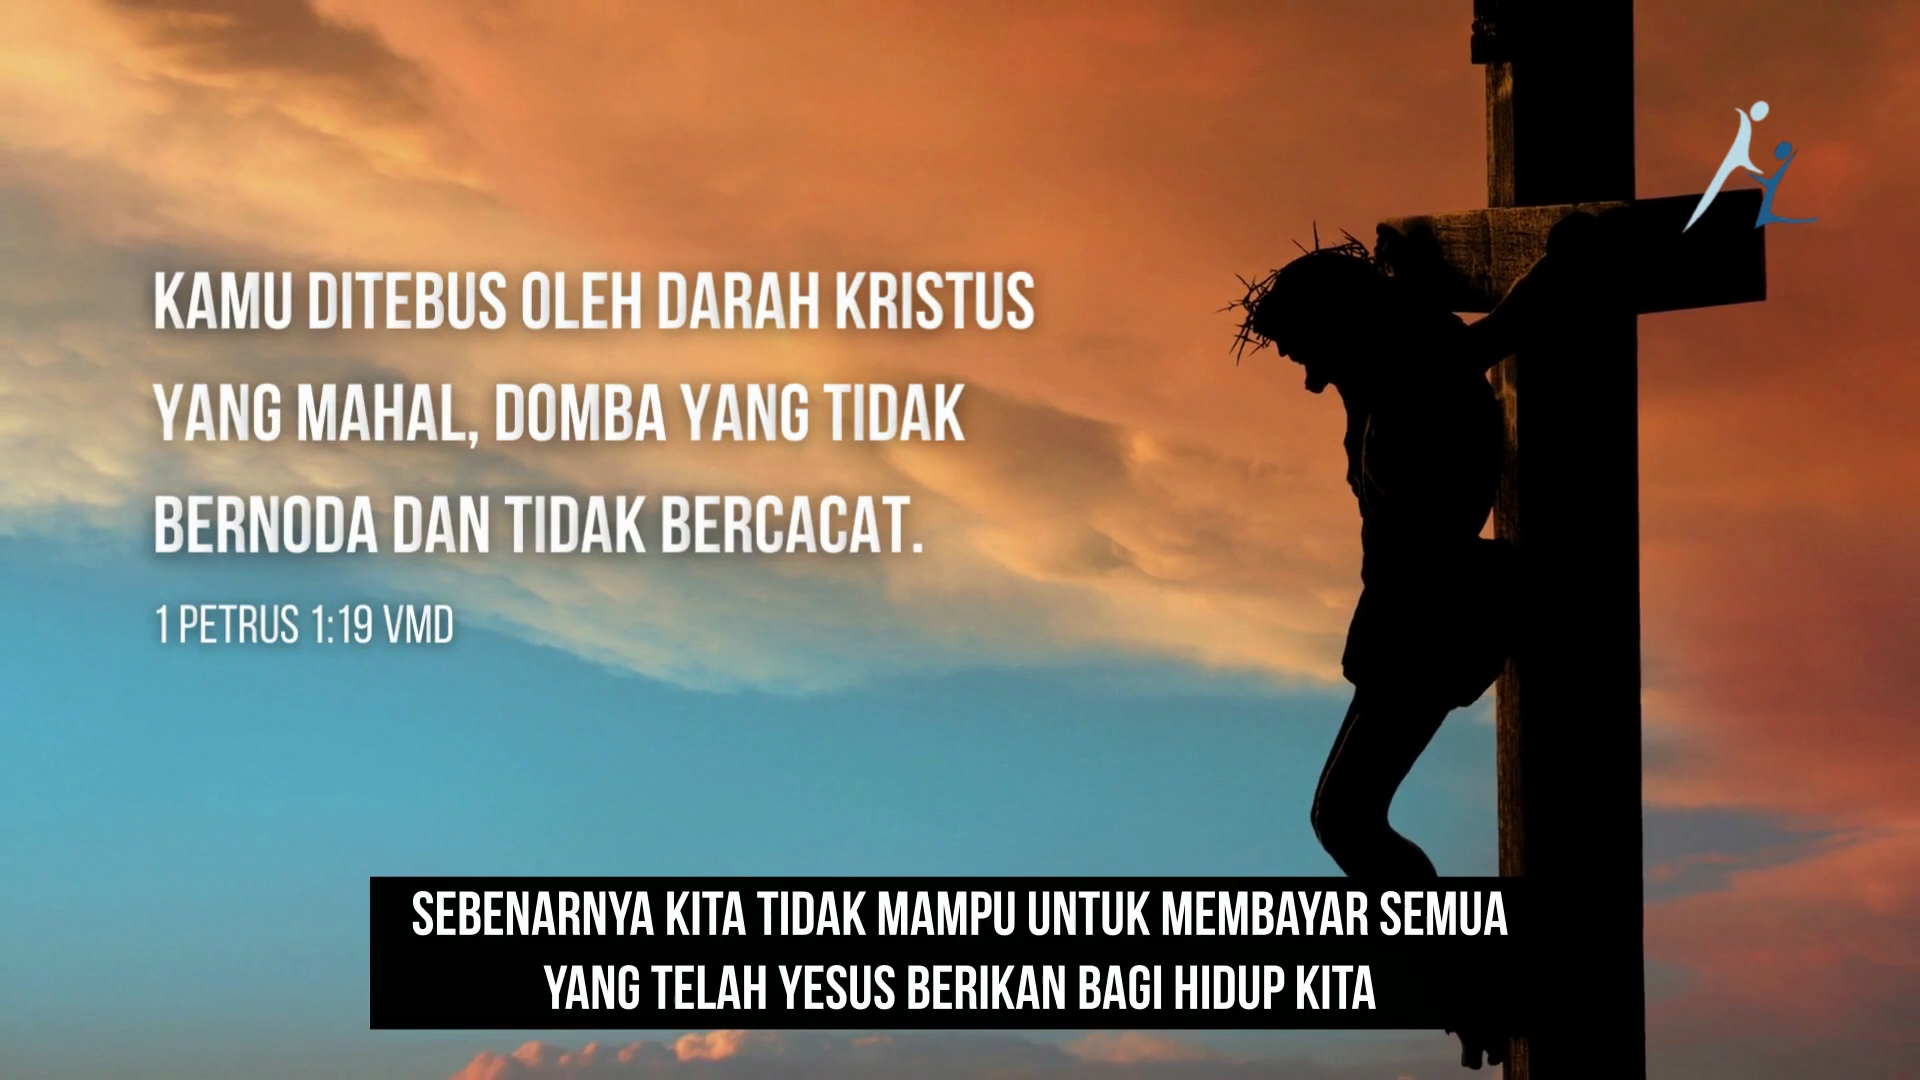 KAMU DITEBUS OLEH DARAH KRISTUS
YANG MAHAL, DOMBA YANG TIDAK
BERNODA DAN TIDAK BERCACAT.
1 PETRUS 1:19 VMD
SEBENARNYA KITA TIDAK MAMPU UNTUK MEMBAYAR SEMUA
YANG TELAH YESUS BERIKAN BAGI HIDUP KITA